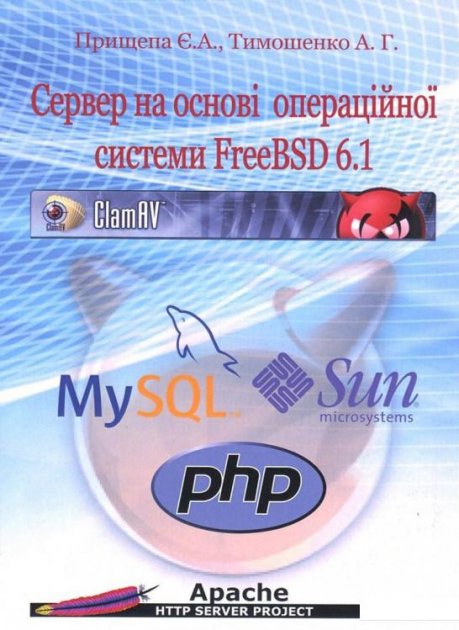 Прищепа Є.А., Тимошенко А. Г.
Сервер на основі операційної
системи FreeBSD 6.1
ClamAV
ClamAV
MySQL
Sun
microsystems
php
Apache
HTTP SERVER PROJECT